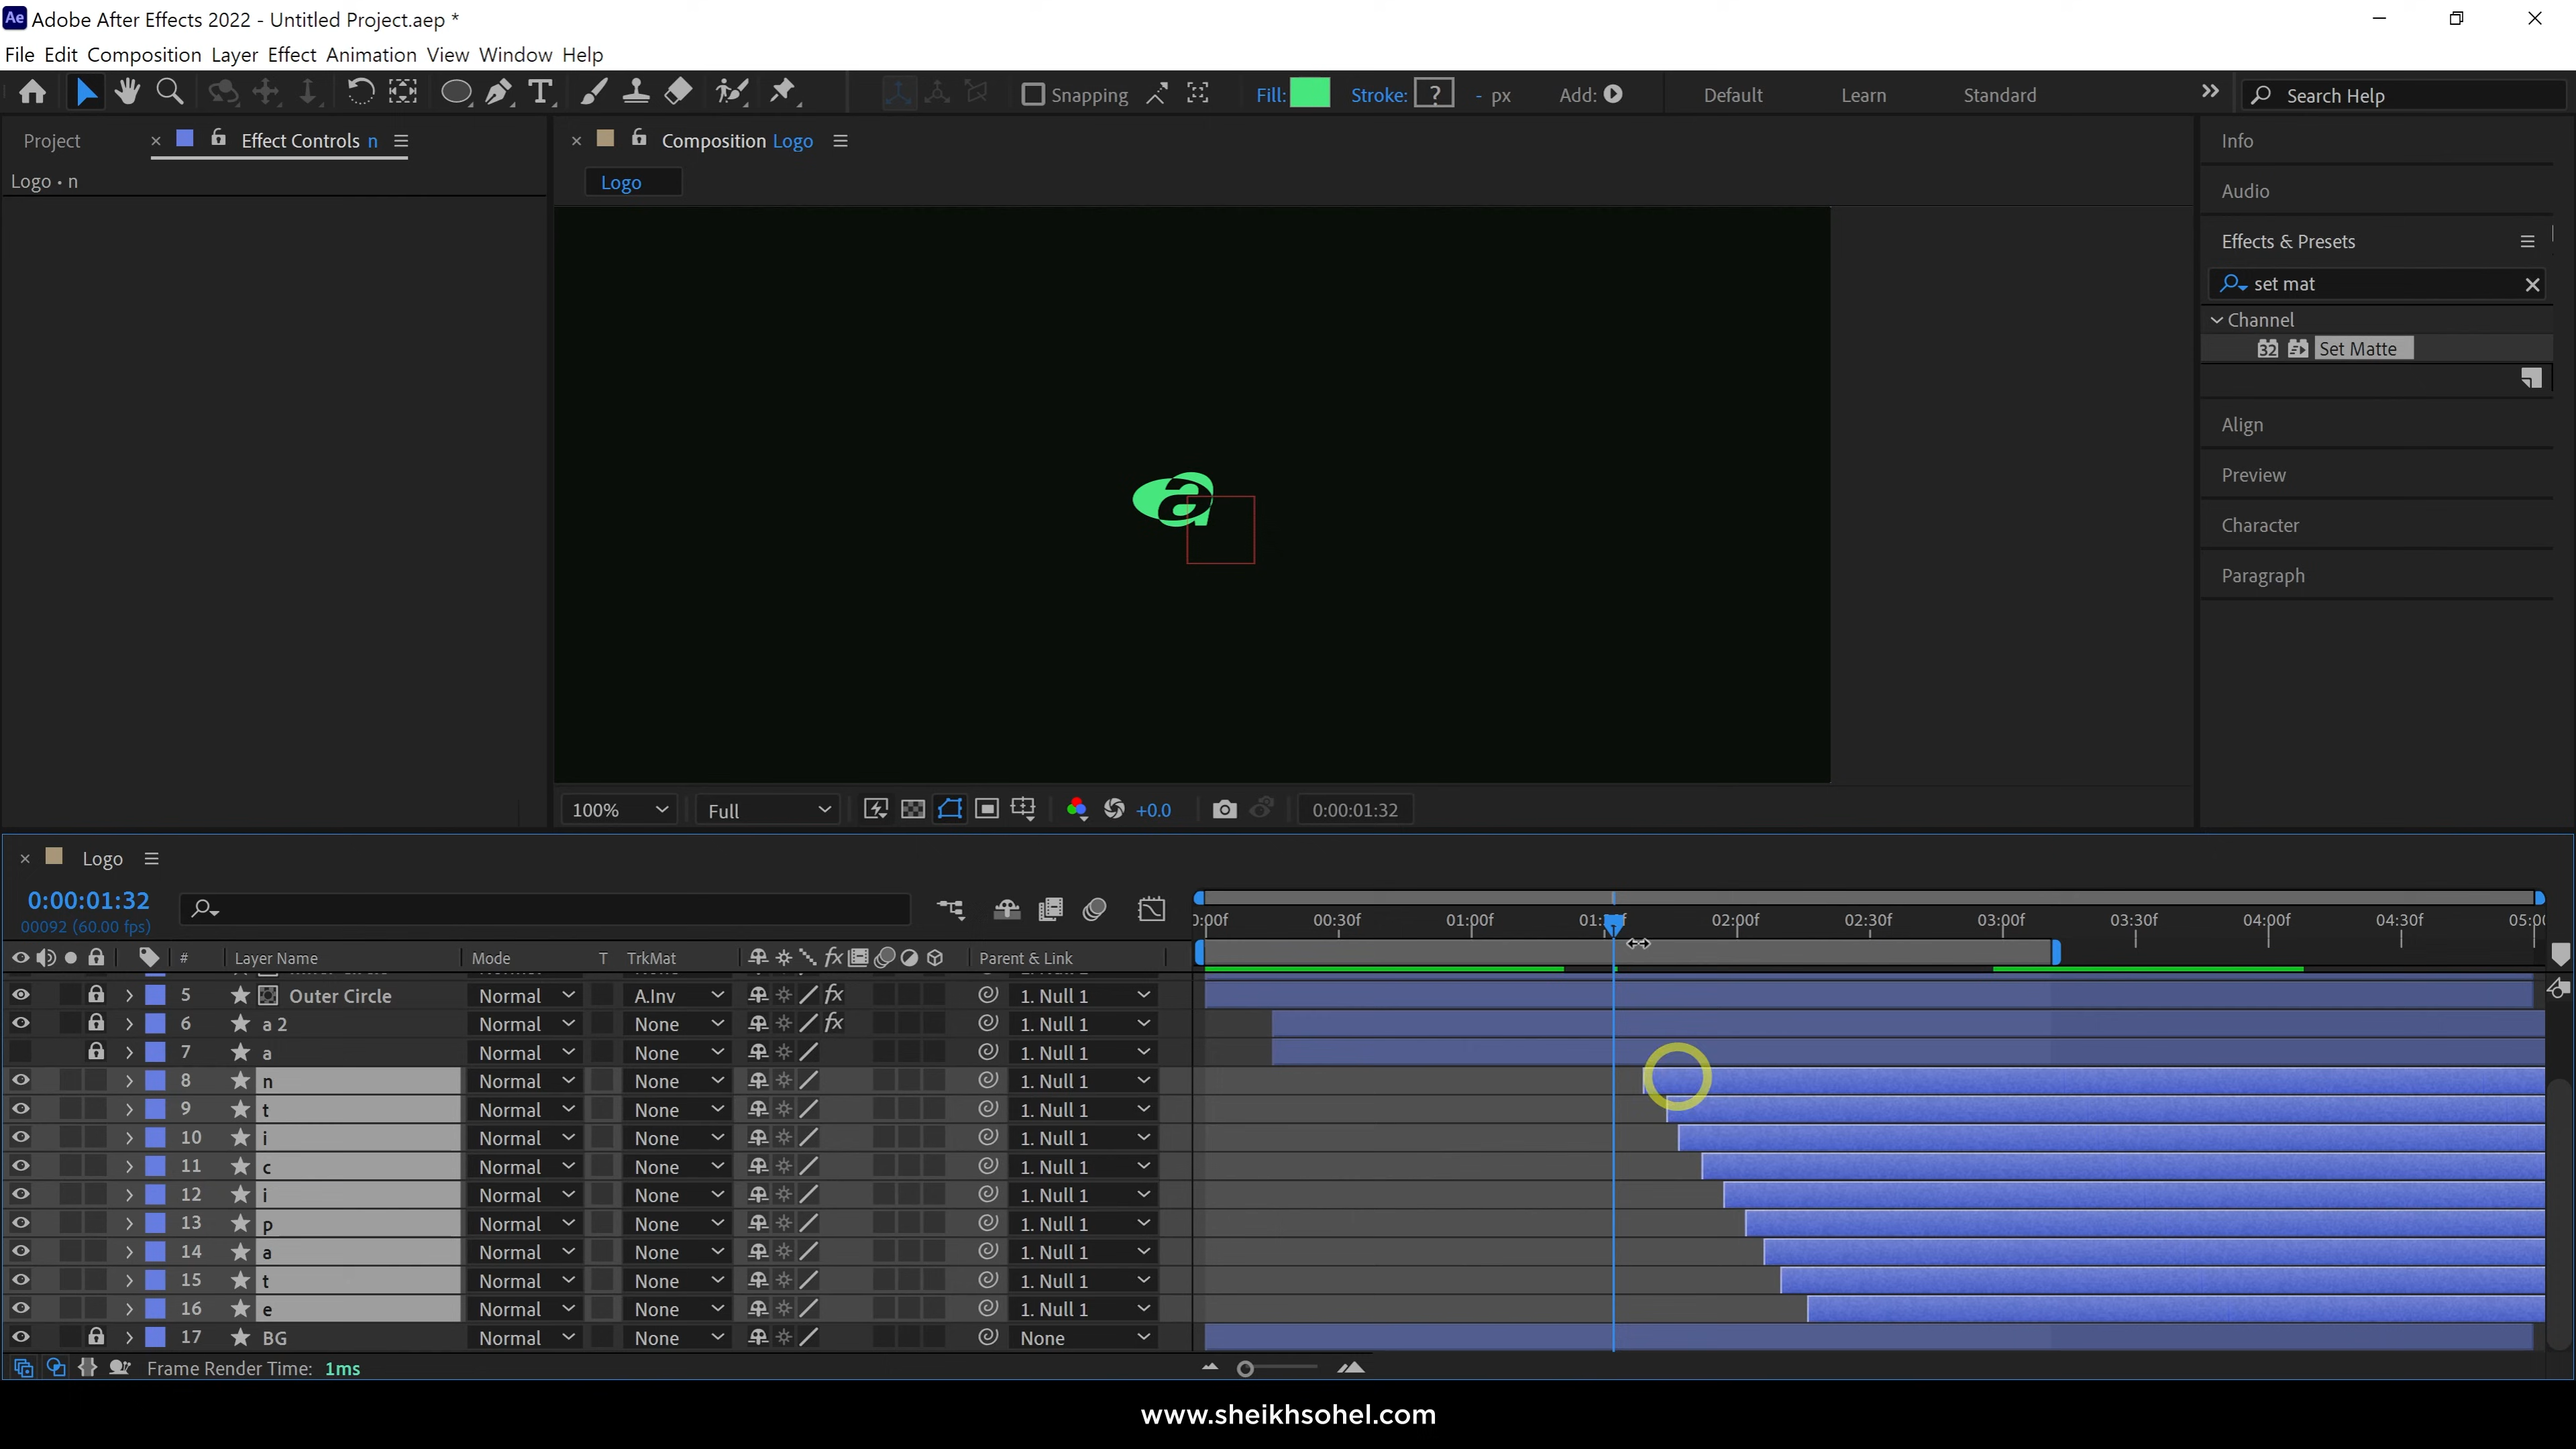 Ae Adobe After Effects 2022 - Untitled Project.aep *
File Edit Composition Layer Effect Animation View Window Help
Snapping Fill: Stroke: ? - px Add: Default Learn Standard Search Help
Project Effect Controls n
Logo • n
Composition Logo
Logo
a
Info
Audio
Effects & Presets
set mat
Channel
32 Set Matte
Align
Preview
Character
Paragraph
100% Full +0.0 0:00:01:32
Logo
0:00:01:32
00092 (60.00 fps)
00:30f 01:00f 02:00f 02:30f 03:00f 03:30f 04:00f 04:30f
# Layer Name Mode T TrkMat fx Parent & Link
5 Outer Circle Normal A.Inv fx 1. Null 1
6 a 2 Normal None fx 1. Null 1
7 a Normal None 1. Null 1
8 n Normal None 1. Null 1
9 t Normal None 1. Null 1
10 i Normal None 1. Null 1
11 c Normal None 1. Null 1
12 i Normal None 1. Null 1
13 p Normal None 1. Null 1
14 a Normal None 1. Null 1
15 t Normal None 1. Null 1
16 e Normal None 1. Null 1
17 BG Normal None None
Frame Render Time: 1ms
www.sheikhsohel.com